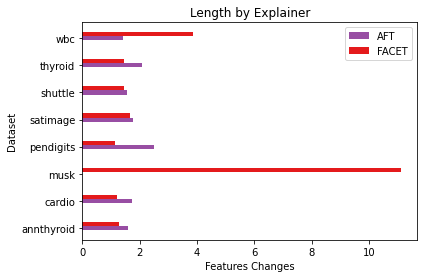 Length by Explainer
AFT
FACET
Dataset
wbc
thyroid
shuttle
satimage
pendigits
musk
cardio
annthyroid
0 2 4 6 8 10
Features Changes